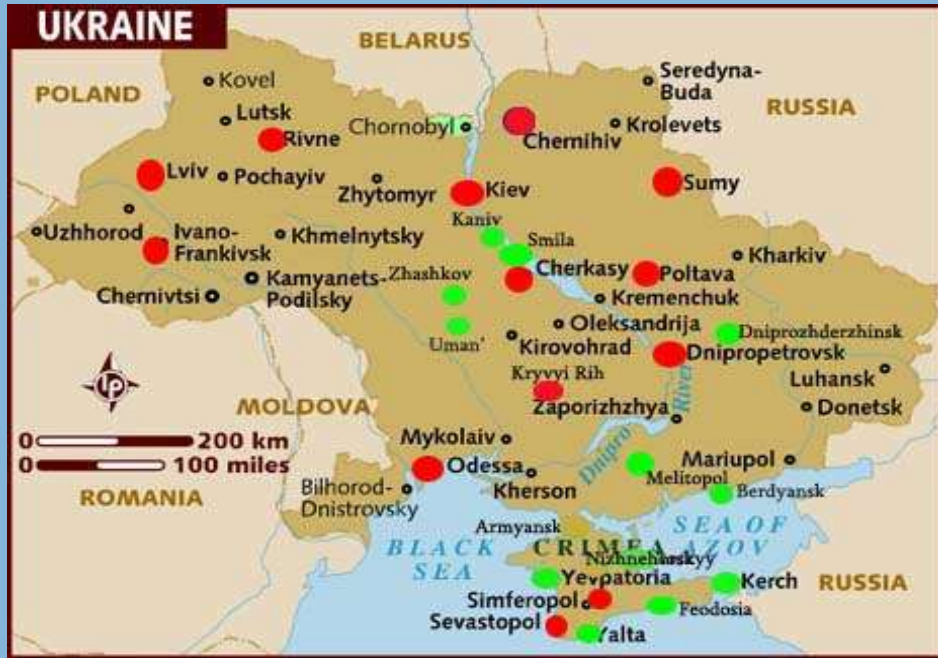 UKRAINE
BELARUS
Seredyna-
Buda
Kovel
POLAND
RUSSIA
Lutsk
Chornobyl
Krolevets
Rivne
Chernihiv
Lviv
Pochayiv
Zhytomyr
Kiev
Sumy
Kaniv
Uzhhorod
Ivano-
Frankivsk
Khmelnytsky
Smila
Kharkiv
Zhashkov
Cherkasy
Poltava
Kamyanets-
Podilsky
Chernivtsi
Kremenchuk
Oleksandrija
Dniprozhderzhinsk
Uman'
Kirovohrad
Dnipropetrovsk
Kryvyi Rih
Luhansk
lp
MOLDOVA
Zaporizhzhya
Donetsk
0 200 km
0 100 miles
Mykolaiv
Dnipro River
Odessa
Mariupol
ROMANIA
Bilhorod-
Dnistrovsky
Kherson
Melitopol
Berdyansk
Armyansk
SEA OF
AZOV
BLACK
SEA
CRIMEA
Yevpatoria
Kerch
RUSSIA
Simferopol
Feodosia
Sevastopol
Yalta